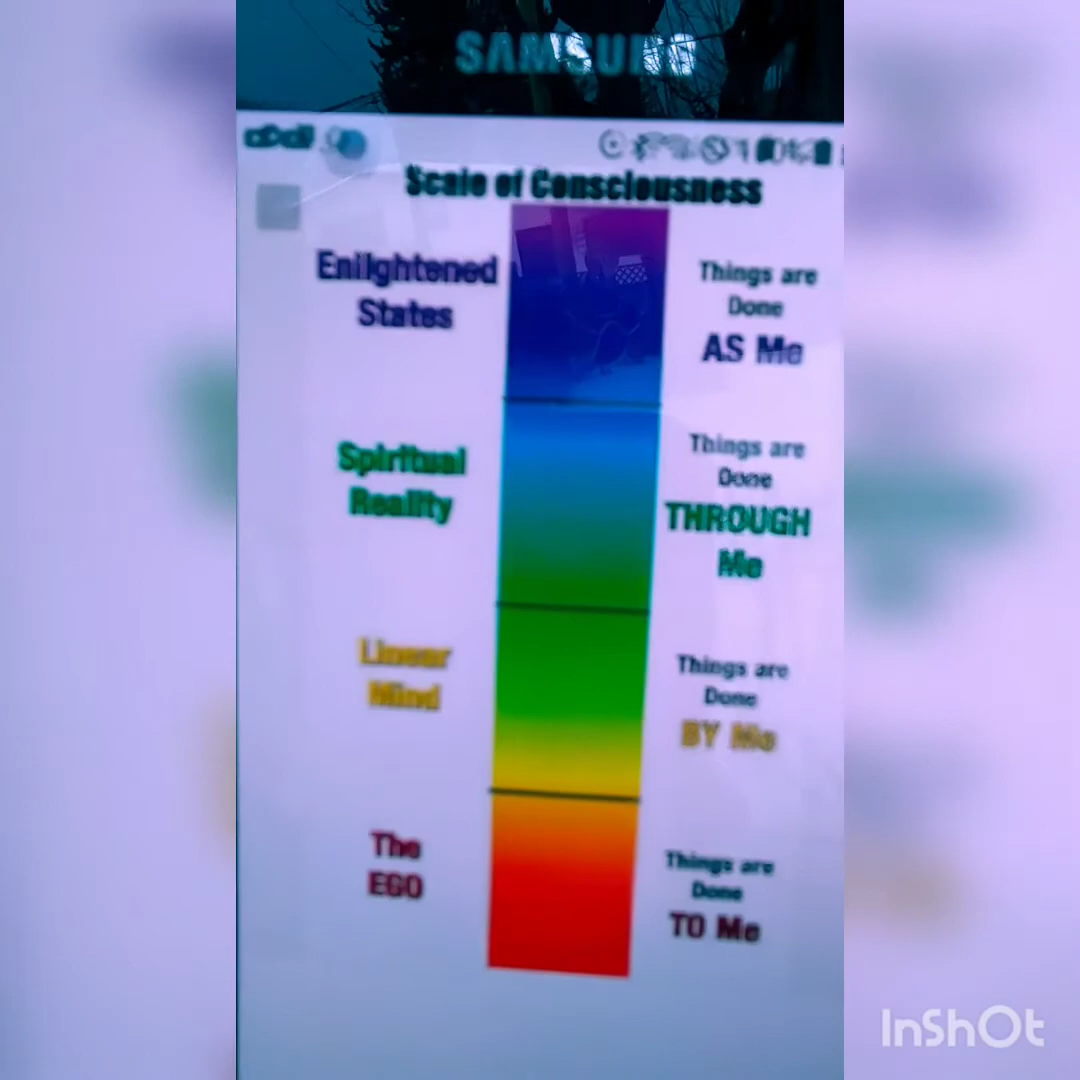 SAMSUNG
Scale of Consciousness
Enlightened
States
Things are
Done
AS Me
Spiritual
Reality
Things are
Done
THROUGH
Me
Linear
Mind
Things are
Done
BY Me
The
EGO
Things are
Done
TO Me
InShOt